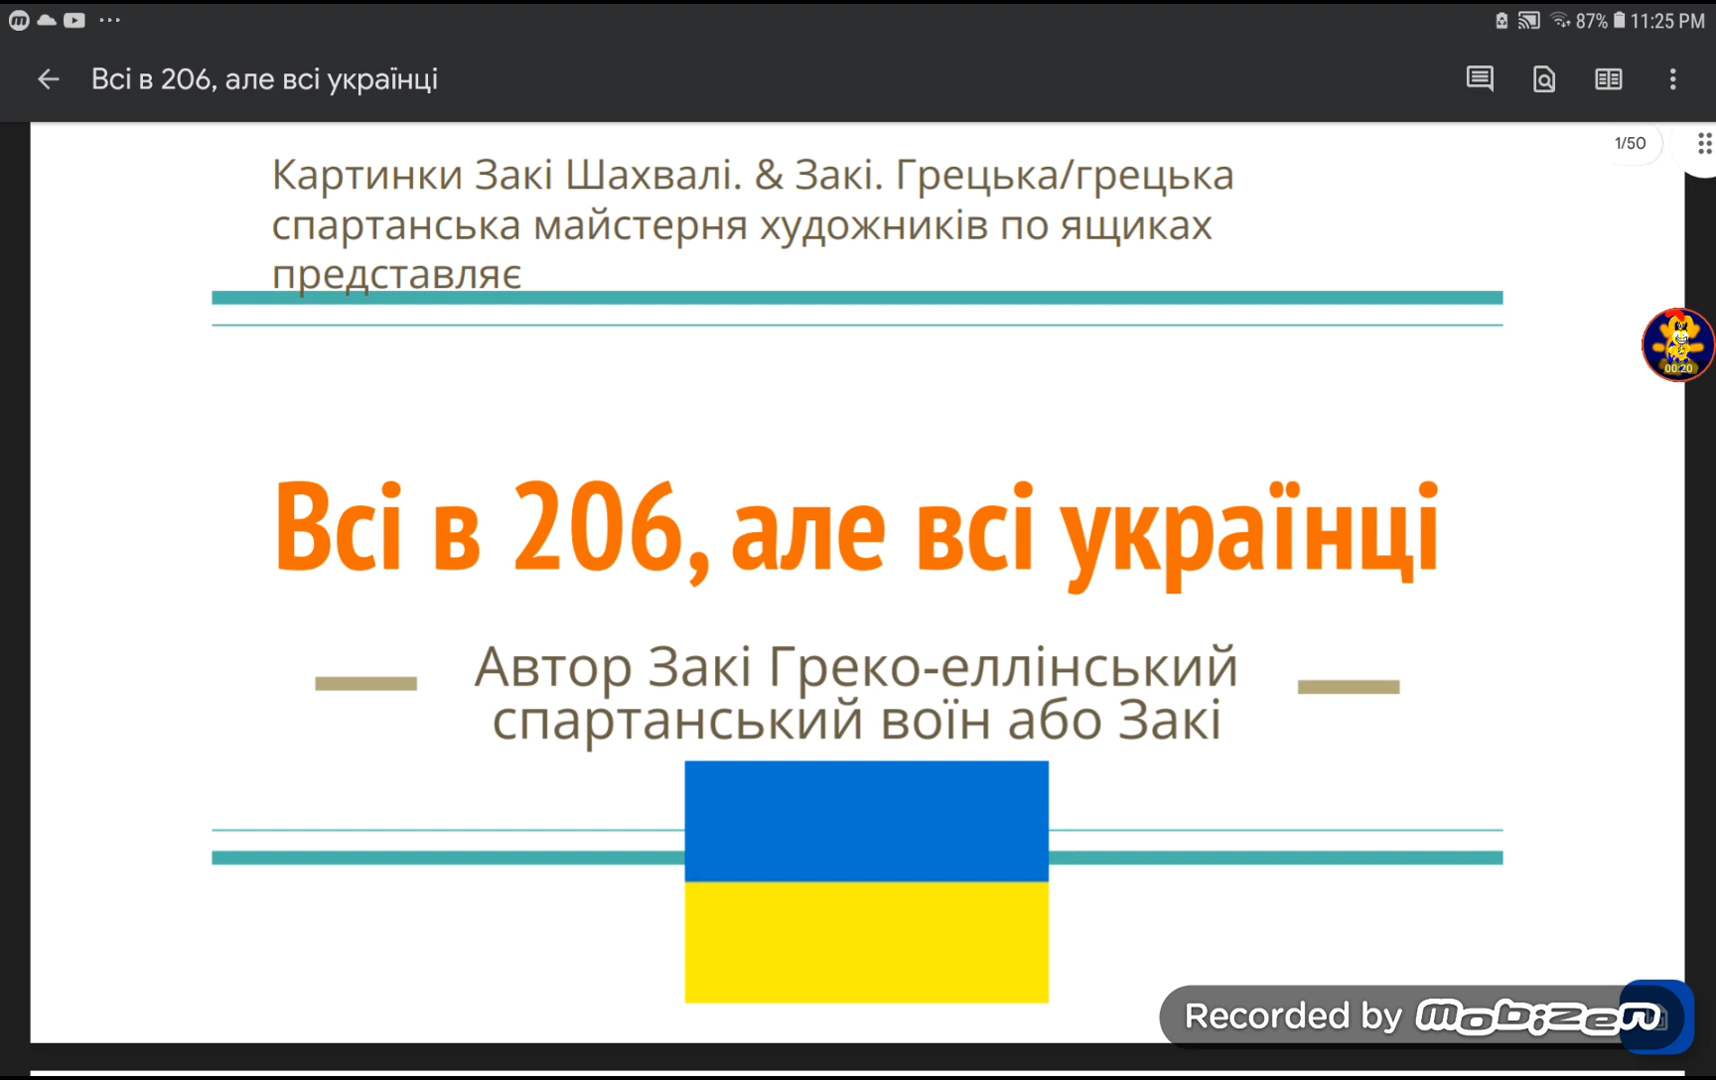 87% 11:25 PM
Всі в 206, але всі українці
1/50
Картинки Закі Шахвалі. & Закі. Грецька/грецька
спартанська майстерня художників по ящиках
представляє
00:20
Всі в 206, але всі українці
Автор Закі Греко-еллінський
спартанський воїн або Закі
Recorded by mobizen